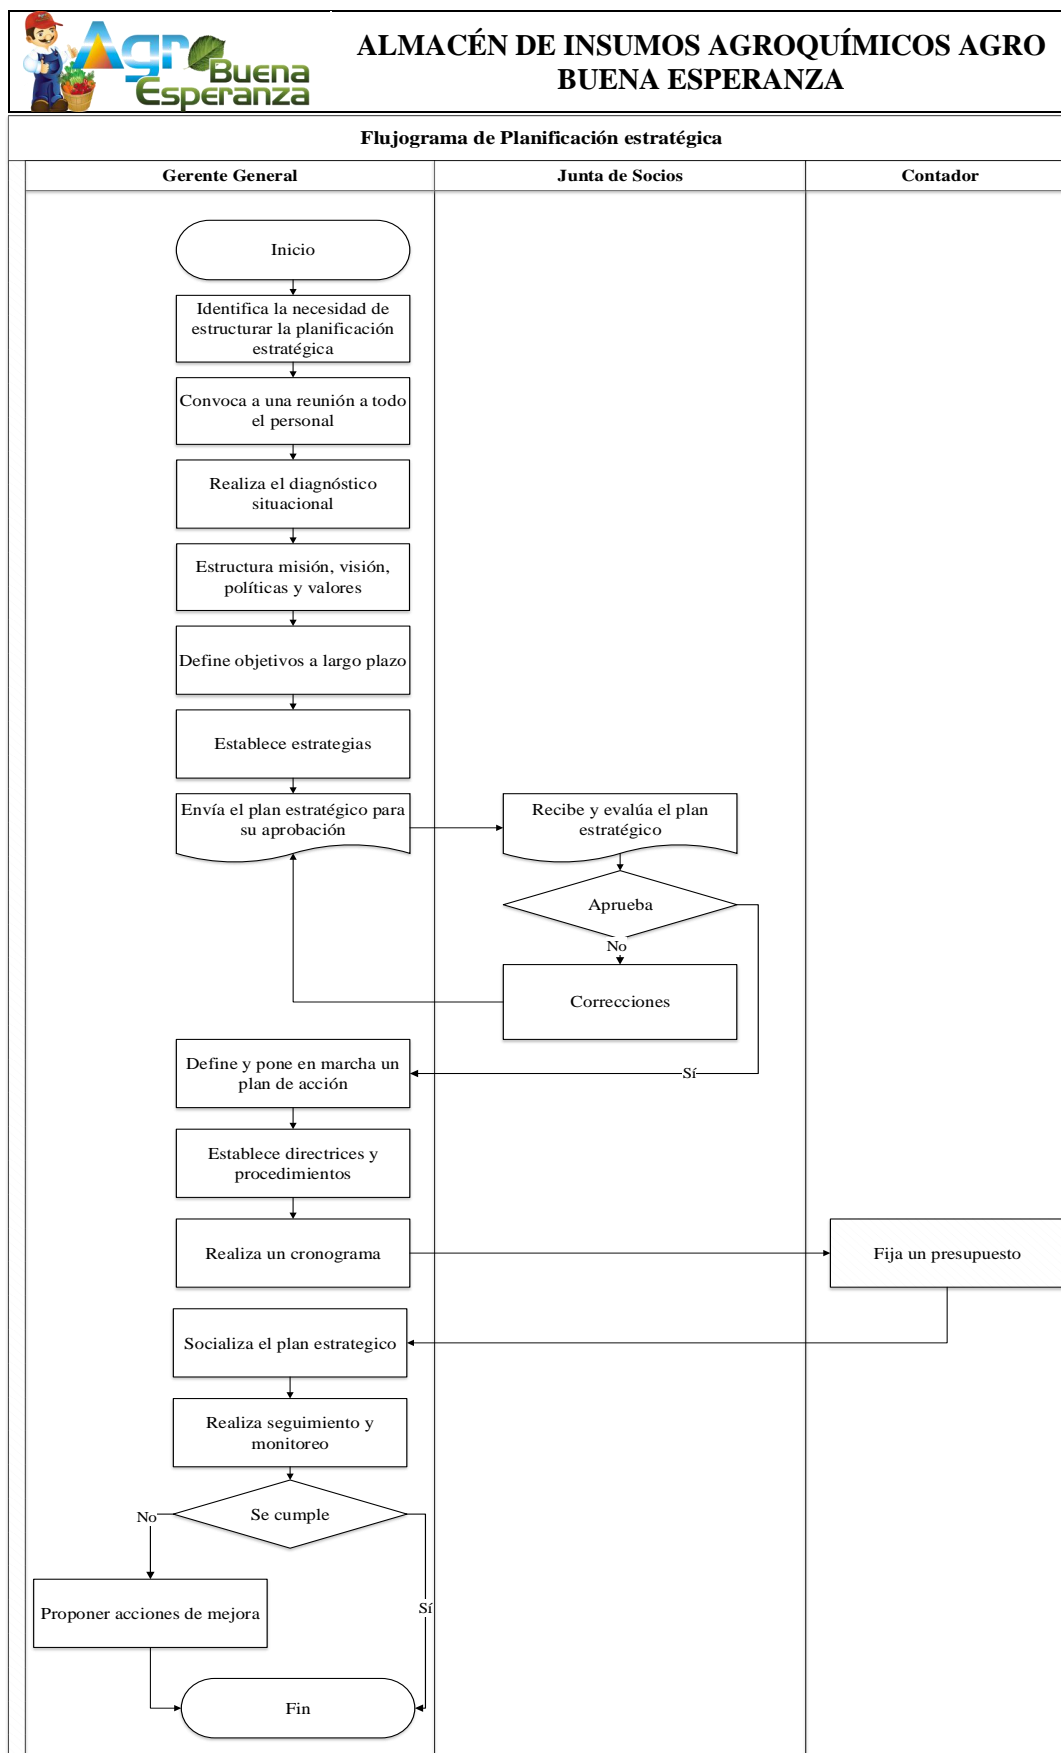 Agro
Buena
Esperanza
ALMACÉN DE INSUMOS AGROQUÍMICOS AGRO
BUENA ESPERANZA
Flujograma de Planificación estratégica
Gerente General
Junta de Socios
Contador
Inicio
Identifica la necesidad de
estructurar la planificación
estratégica
Convoca a una reunión a todo
el personal
Realiza el diagnóstico
situacional
Estructura misión, visión,
políticas y valores
Define objetivos a largo plazo
Establece estrategias
Envía el plan estratégico para
su aprobación
Recibe y evalúa el plan
estratégico
Aprueba
No
Correcciones
Define y pone en marcha un
plan de acción
Sí
Establece directrices y
procedimientos
Realiza un cronograma
Fija un presupuesto
Socializa el plan estrategico
Realiza seguimiento y
monitoreo
Se cumple
No
Sí
Proponer acciones de mejora
Fin